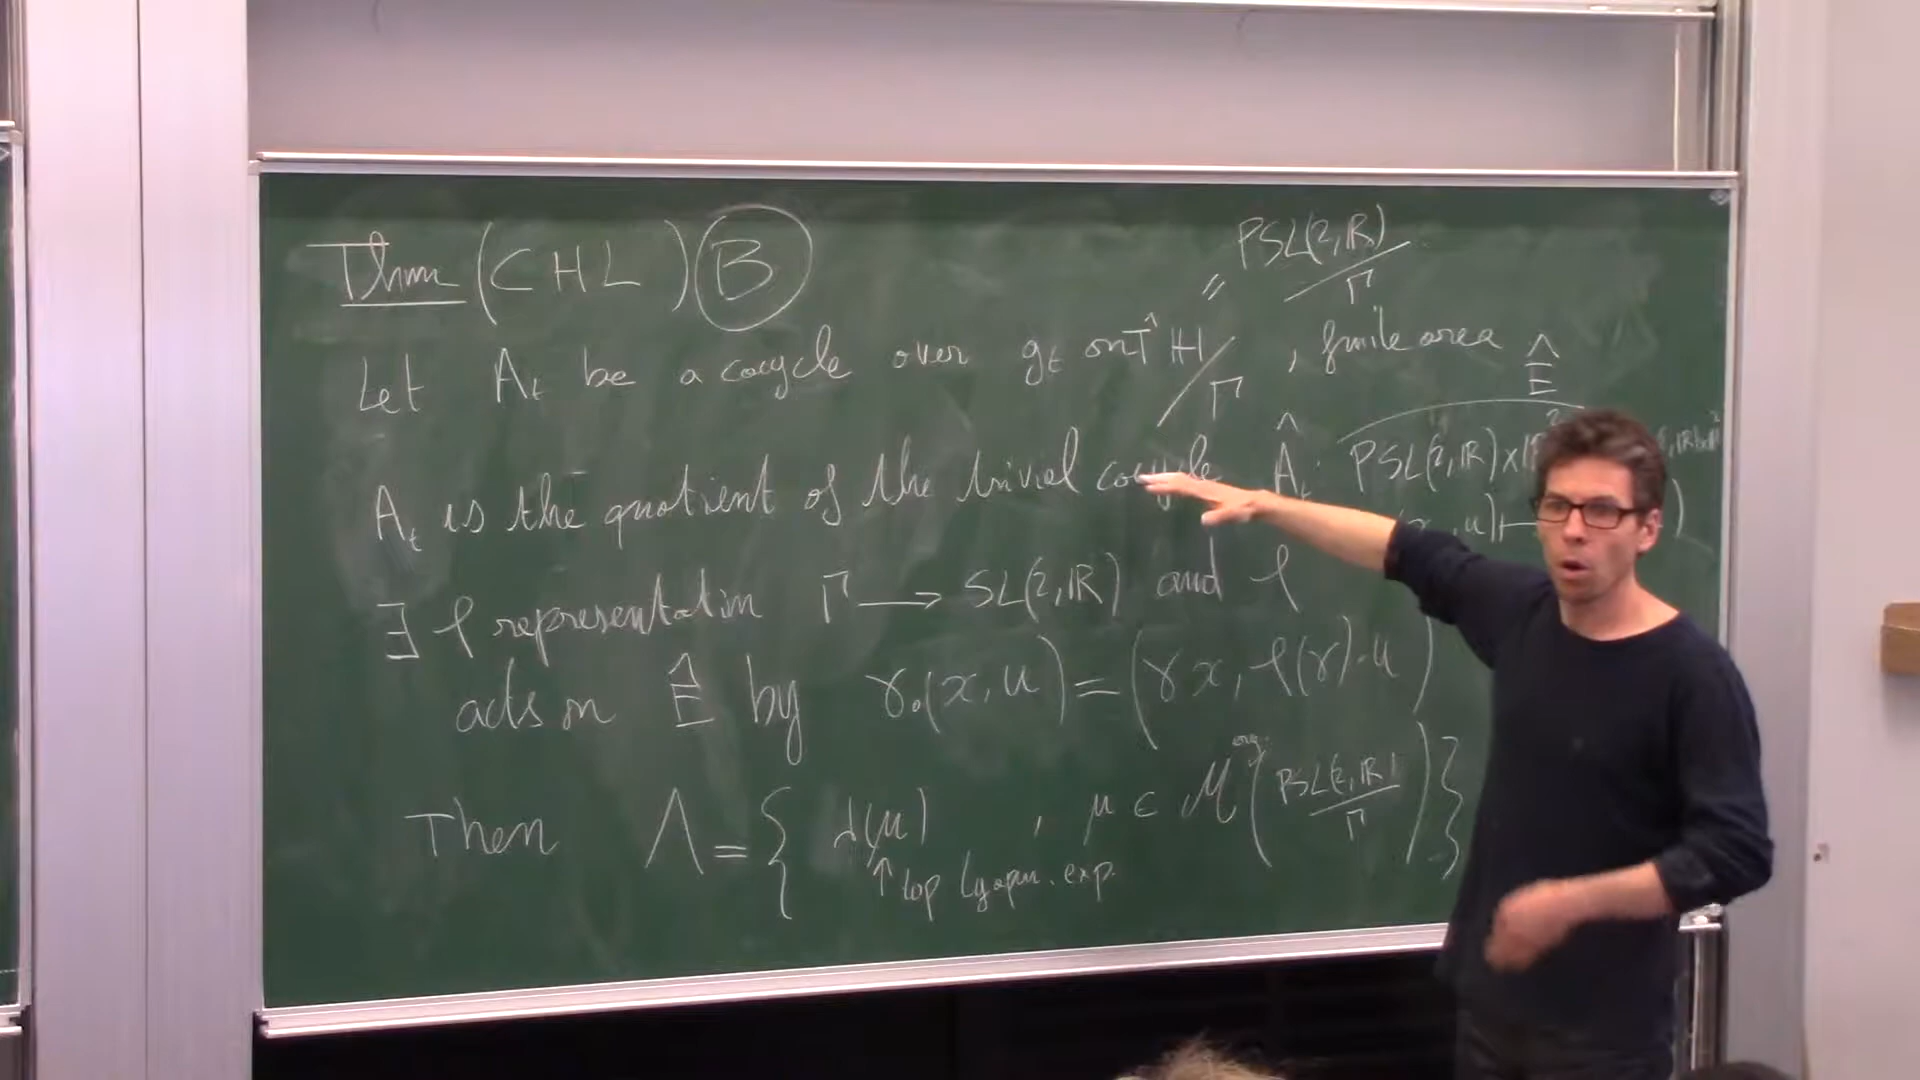 Thm (CHL) B
= PSL(2,ℝ)/Γ
Let A_t be a cocycle over g_t on T^1 ℍ/Γ , finite area
Ê
A_t is the quotient of the trivial cocycle Â_t : PSL(2,ℝ)×
, u) ↦ )
∃ ρ representation Γ → SL(2,ℝ) and ρ
acts on Ê by γ.(x,u) = (γx, ρ(γ).u)
Then Λ = { λ(μ) , μ ∈ M^erg (PSL(2,ℝ)/Γ) }
↑ top Lyapun. exp.